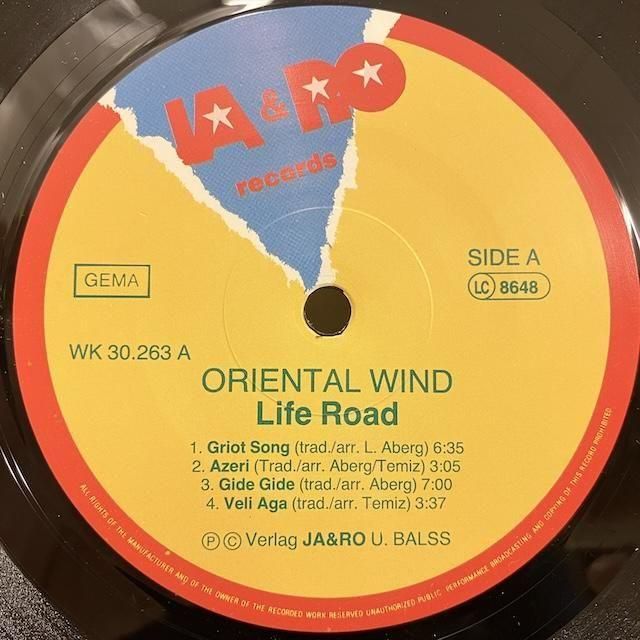 JA & RO
records
GEMA
SIDE A
LC 8648
WK 30.263 A
ORIENTAL WIND
Life Road
1. Griot Song (trad./arr. L. Aberg) 6:35
2. Azeri (Trad./arr. Aberg/Temiz) 3:05
3. Gide Gide (trad./arr. Aberg) 7:00
4. Veli Aga (trad./arr. Temiz) 3:37
Ⓟ Ⓒ Verlag JA&RO U. BALSS
ALL RIGHTS OF THE MANUFACTURER AND OF THE OWNER OF THE RECORDED WORK RESERVED UNAUTHORIZED PUBLIC PERFORMANCE BROADCASTING AND COPYING OF THIS RECORD PROHIBITED